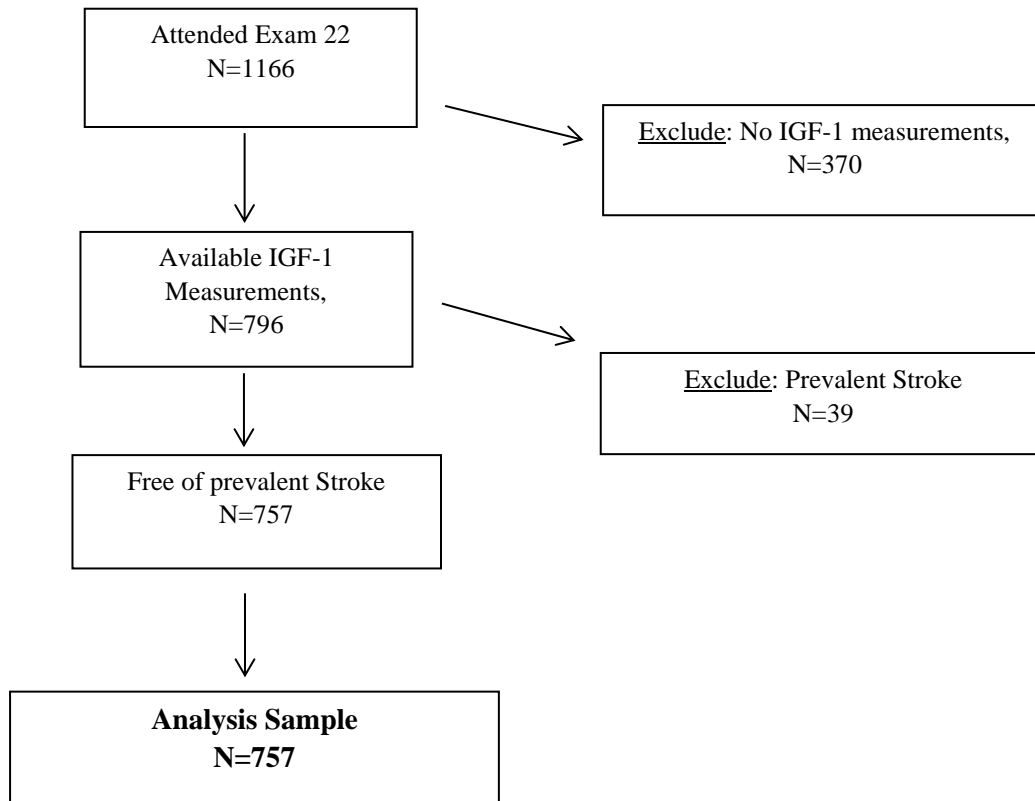 Attended Exam 22
N=1166
Exclude: No IGF-1 measurements,
N=370
Available IGF-1
Measurements,
N=796
Exclude: Prevalent Stroke
N=39
Free of prevalent Stroke
N=757
Analysis Sample
N=757